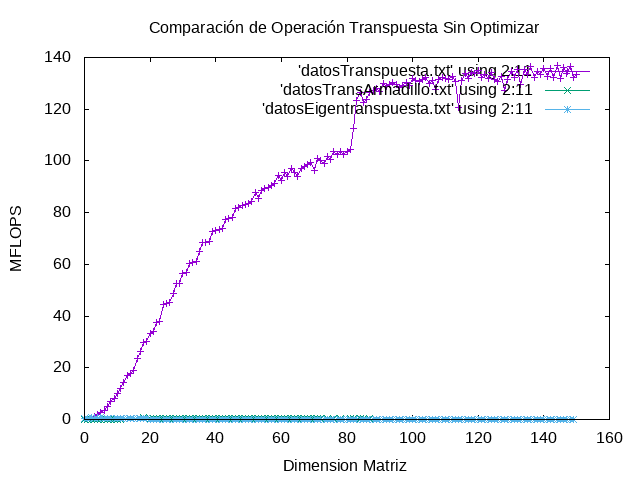 Comparación de Operación Transpuesta Sin Optimizar
140
120
100
80
60
40
20
0
MFLOPS
'datosTranspuesta.txt' using 2:11
'datosTransArmadillo.txt' using 2:11
'datosEigentranspuesta.txt' using 2:11
0 20 40 60 80 100 120 140 160
Dimension Matriz